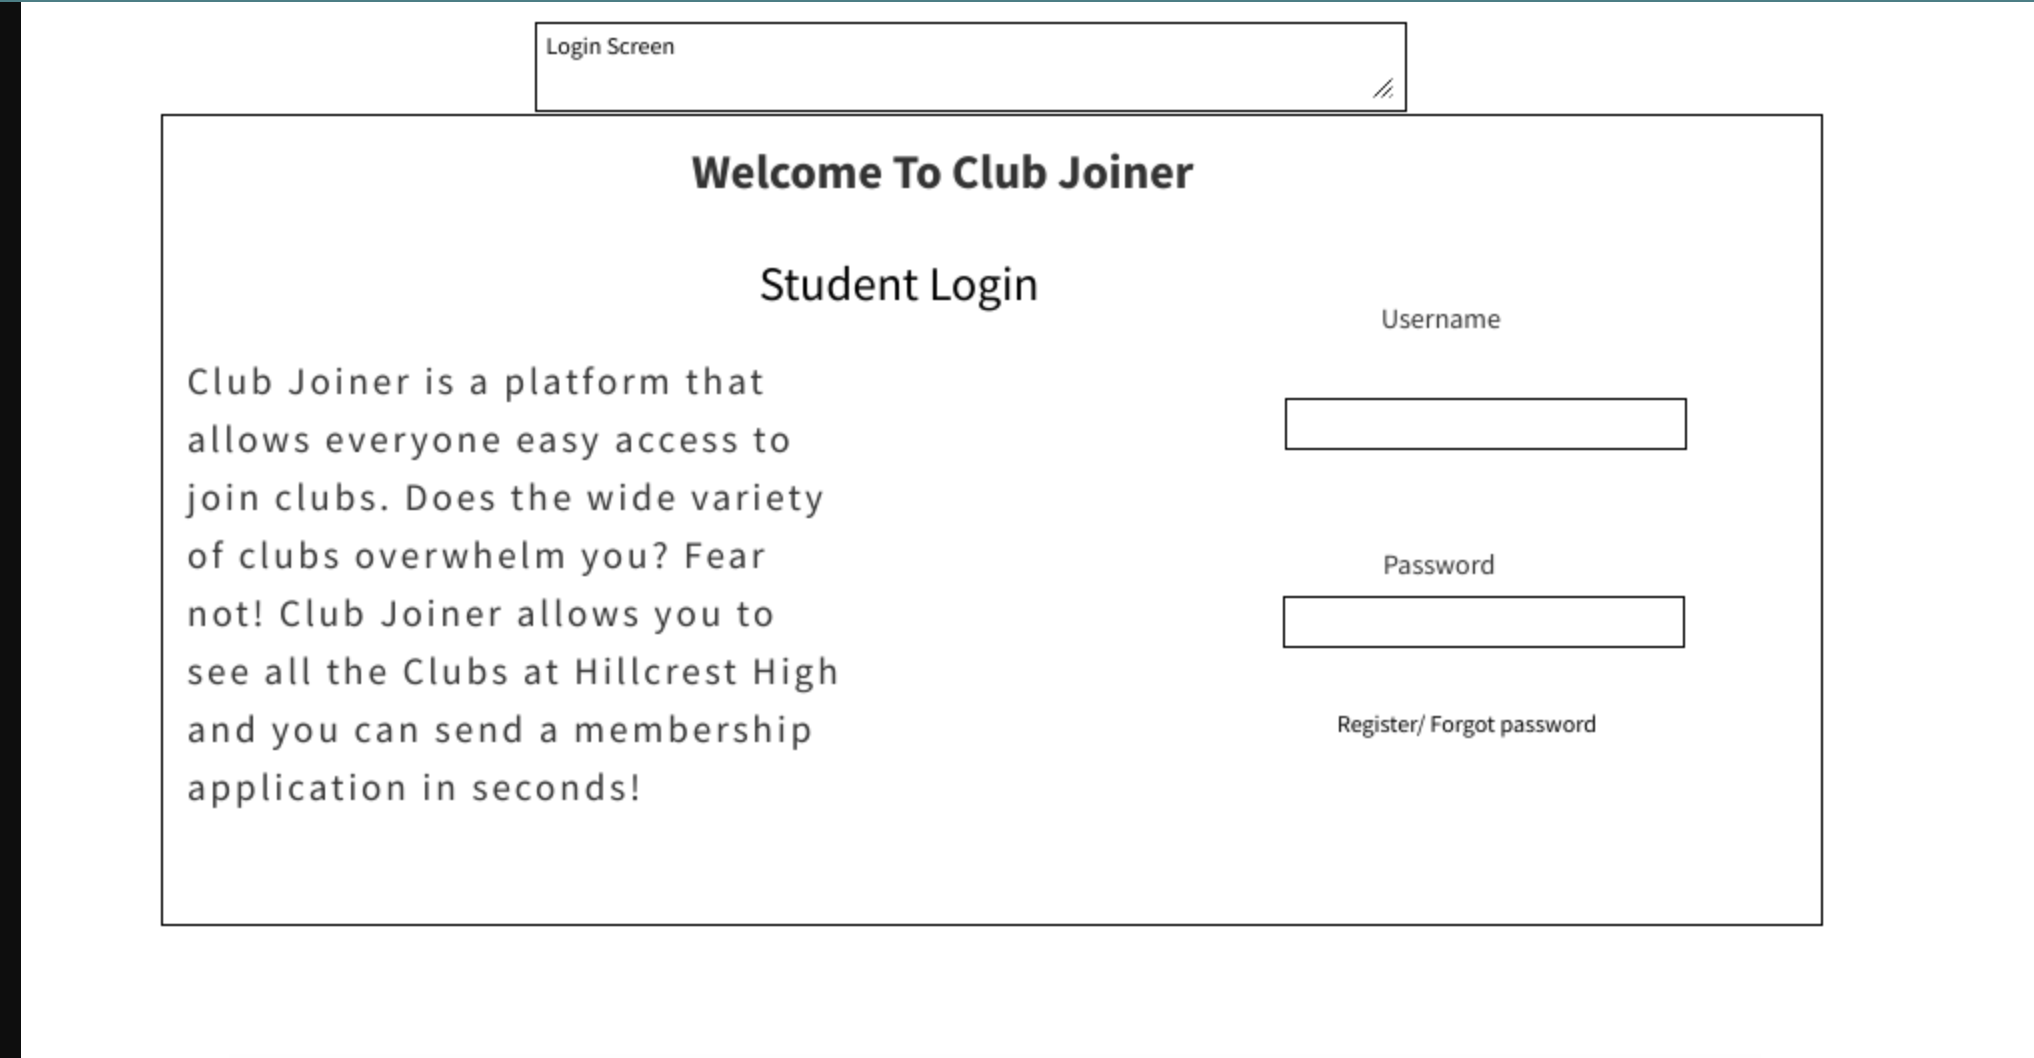 Login Screen
Welcome To Club Joiner
Student Login
Club Joiner is a platform that
allows everyone easy access to
join clubs. Does the wide variety
of clubs overwhelm you? Fear
not! Club Joiner allows you to
see all the Clubs at Hillcrest High
and you can send a membership
application in seconds!
Username
Password
Register/ Forgot password